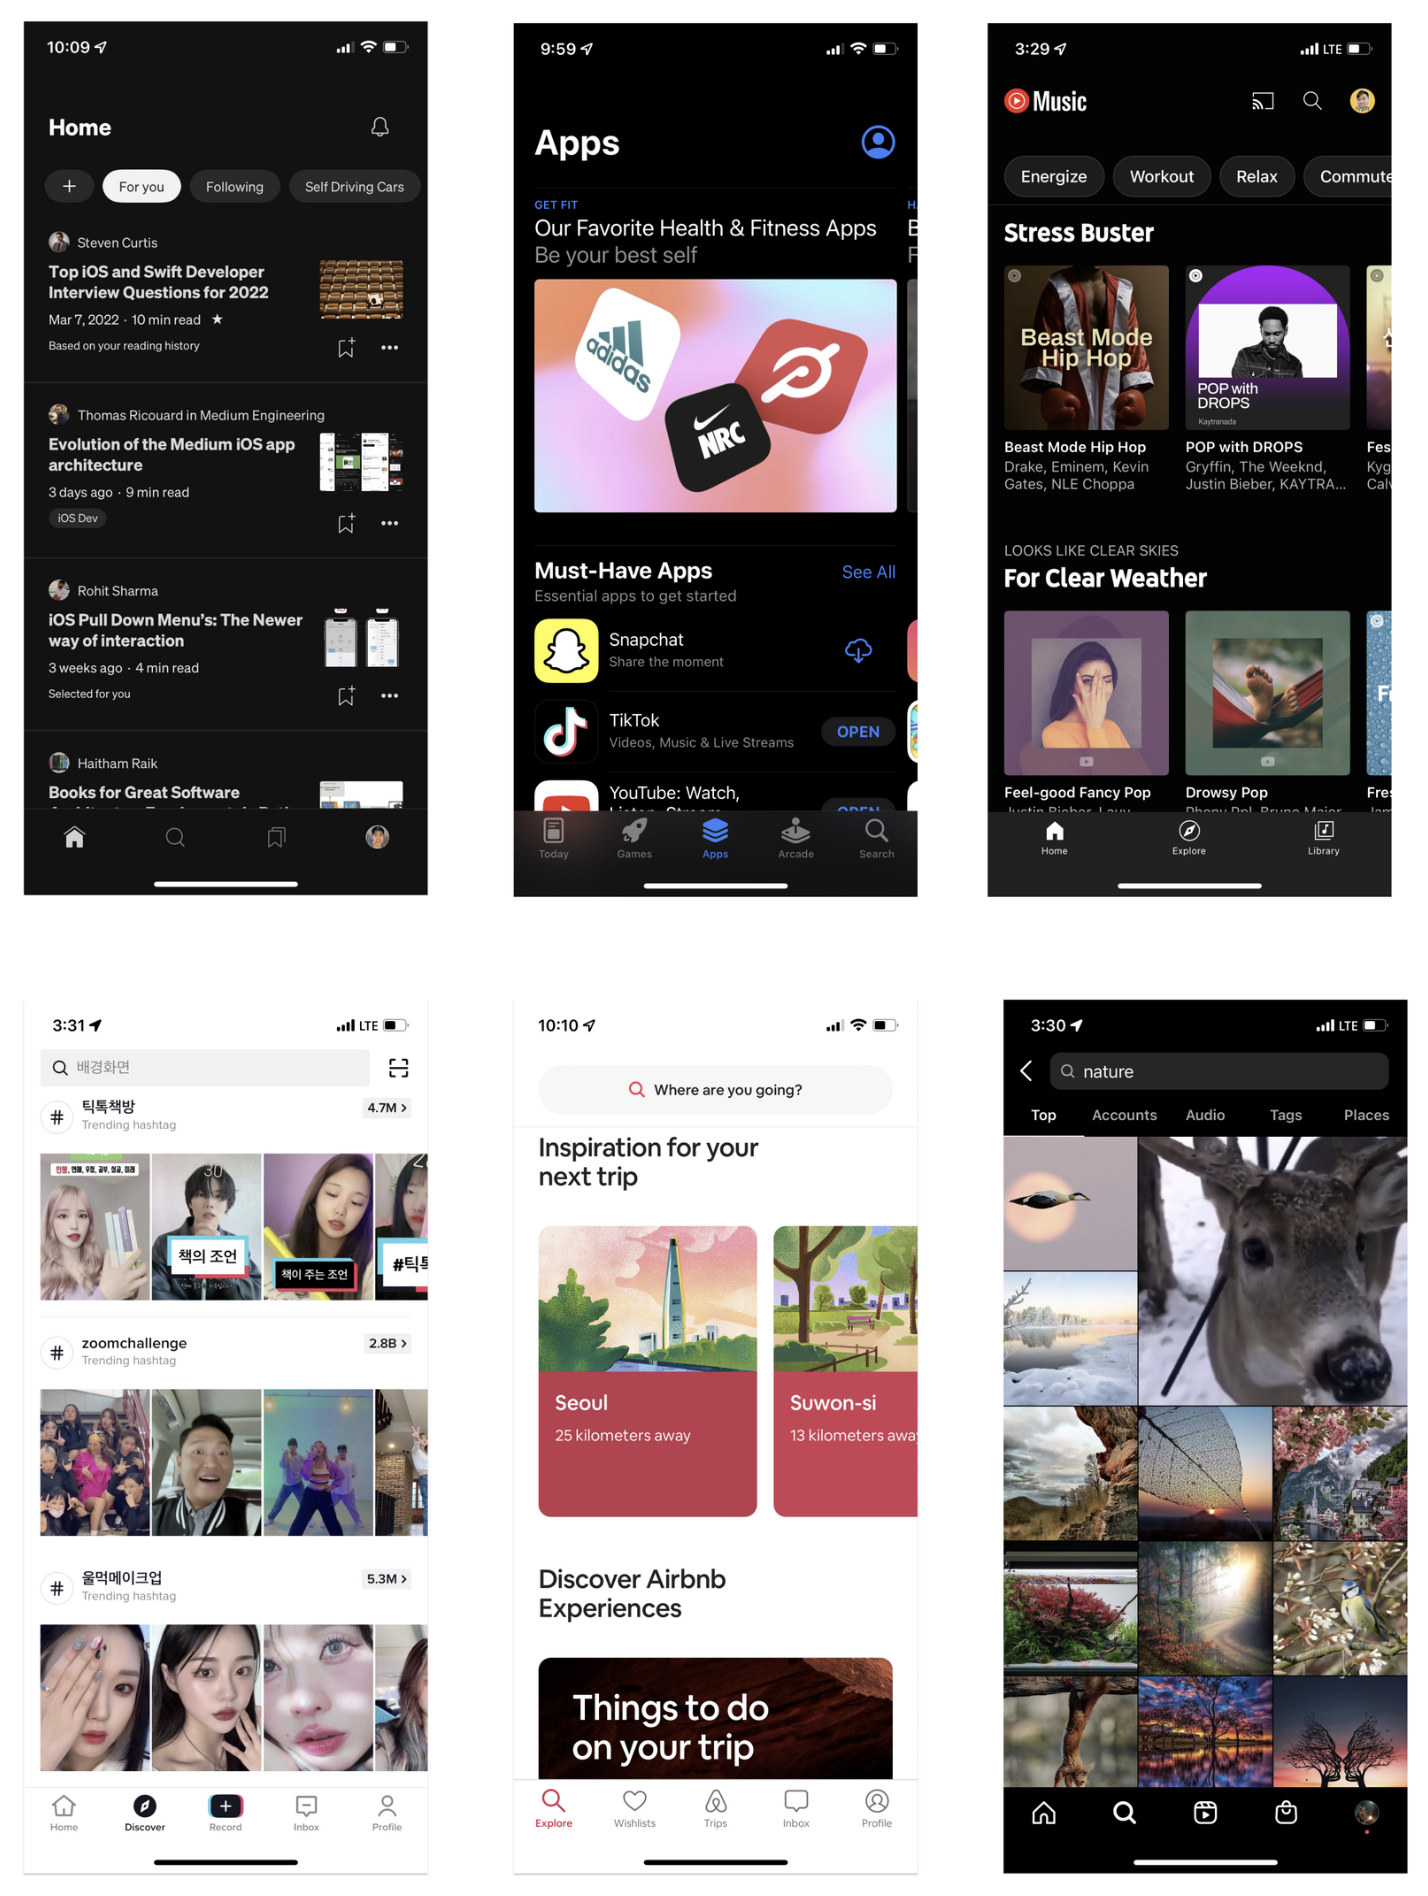 10:09
Home
+
For you
Following
Self Driving Cars
Steven Curtis
Top iOS and Swift Developer
Interview Questions for 2022
Mar 7, 2022 · 10 min read ★
Based on your reading history
Thomas Ricouard in Medium Engineering
Evolution of the Medium iOS app
architecture
3 days ago · 9 min read
iOS Dev
Rohit Sharma
iOS Pull Down Menu's: The Newer
way of interaction
3 weeks ago · 4 min read
Selected for you
Haitham Raik
Books for Great Software
9:59
Apps
GET FIT
Our Favorite Health & Fitness Apps
Be your best self
adidas
NRC
Must-Have Apps
See All
Essential apps to get started
Snapchat
Share the moment
TikTok
Videos, Music & Live Streams
OPEN
YouTube: Watch,
Listen, Stream
OPEN
Today
Games
Apps
Arcade
Search
3:29
LTE
Music
Energize
Workout
Relax
Commute
Stress Buster
Beast Mode
Hip Hop
POP with
DROPS
Kaytranada
Beast Mode Hip Hop
Drake, Eminem, Kevin
Gates, NLE Choppa
POP with DROPS
Gryffin, The Weeknd,
Justin Bieber, KAYTRA...
Fes
Kyg
Calv
LOOKS LIKE CLEAR SKIES
For Clear Weather
Feel-good Fancy Pop
Drowsy Pop
Fres
Home
Explore
Library
3:31
LTE
배경화면
#
틱톡책방
4.7M >
Trending hashtag
30
책의 조언
책이 주는 조언
#틱톡
#
zoomchallenge
2.8B >
Trending hashtag
#
울먹메이크업
5.3M >
Trending hashtag
Home
Discover
Record
Inbox
Profile
10:10
Where are you going?
Inspiration for your
next trip
Seoul
25 kilometers away
Suwon-si
13 kilometers away
Discover Airbnb
Experiences
Things to do
on your trip
Explore
Wishlists
Trips
Inbox
Profile
3:30
LTE
nature
Top
Accounts
Audio
Tags
Places